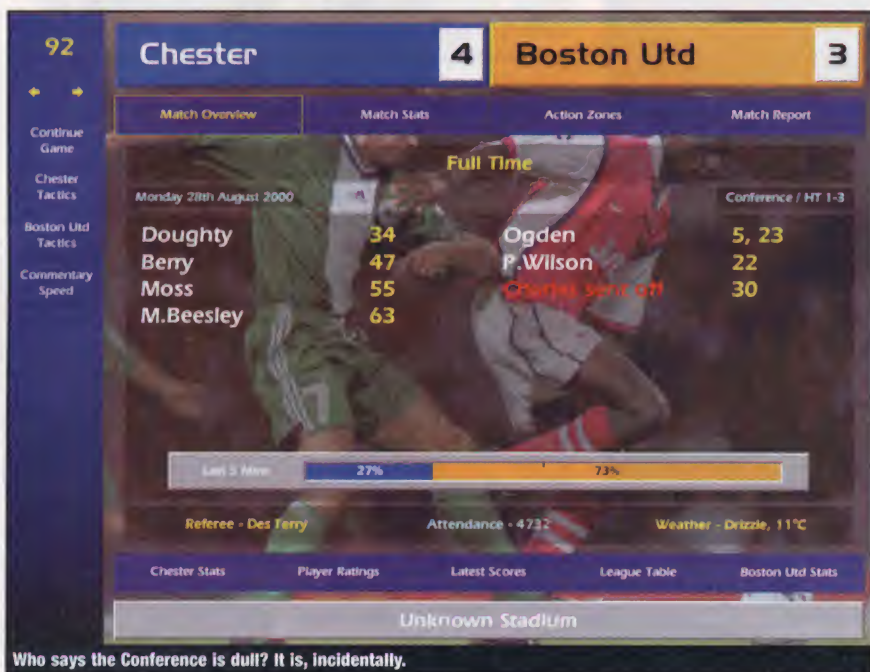 92
Chester 4 Boston Utd 3
Match Overview Match Stats Action Zones Match Report
Continue Game
Chester Tactics
Boston Utd Tactics
Commentary Speed
Full Time
Monday 28th August 2000 Conference / HT 1-3
Doughty 34 Ogden 5, 23
Berry 47 P.Wilson 22
Moss 55 Charles sent off 30
M.Beesley 63
Last 5 Mins 27% 73%
Referee - Des Terry Attendance - 4732 Weather - Drizzle, 11°C
Chester Stats Player Ratings Latest Scores League Table Boston Utd Stats
Unknown Stadium
Who says the Conference is dull? It is, incidentally.